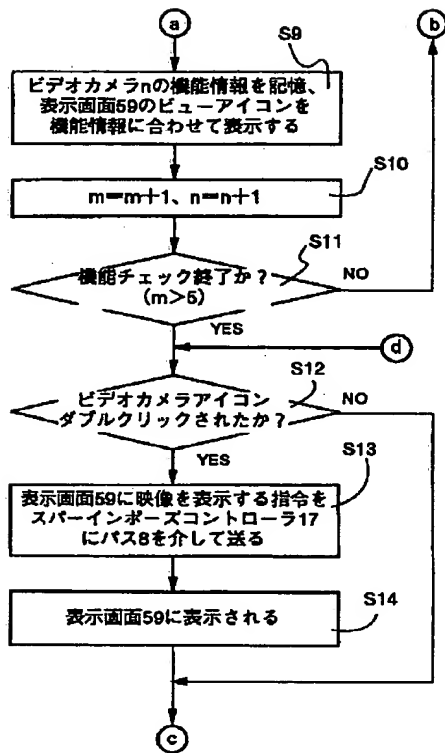 a
b
S9
ビデオカメラnの機能情報を記憶、
表示画面59のビューアイコンを
機能情報に合わせて表示する
S10
m=m+1、n=n+1
S11
機能チェック終了か?
(m>5)
NO
YES
d
S12
ビデオカメラアイコン
ダブルクリックされたか?
NO
YES
S13
表示画面59に映像を表示する指令を
スパーインポーズコントローラ17
にバス8を介して送る
S14
表示画面59に表示される
c